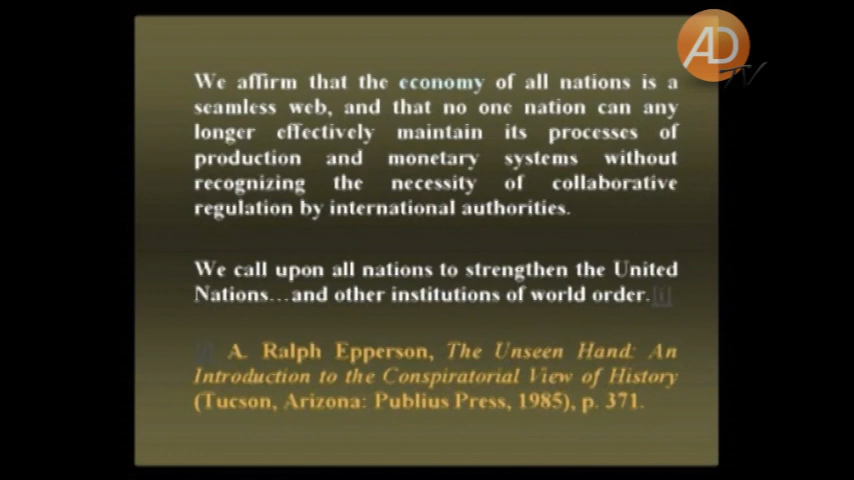 AD
TV
We affirm that the economy of all nations is a
seamless web, and that no one nation can any
longer effectively maintain its processes of
production and monetary systems without
recognizing the necessity of collaborative
regulation by international authorities.
We call upon all nations to strengthen the United
Nations...and other institutions of world order.[i]
A. Ralph Epperson, The Unseen Hand: An
Introduction to the Conspiratorial View of History
(Tucson, Arizona: Publius Press, 1985), p. 371.